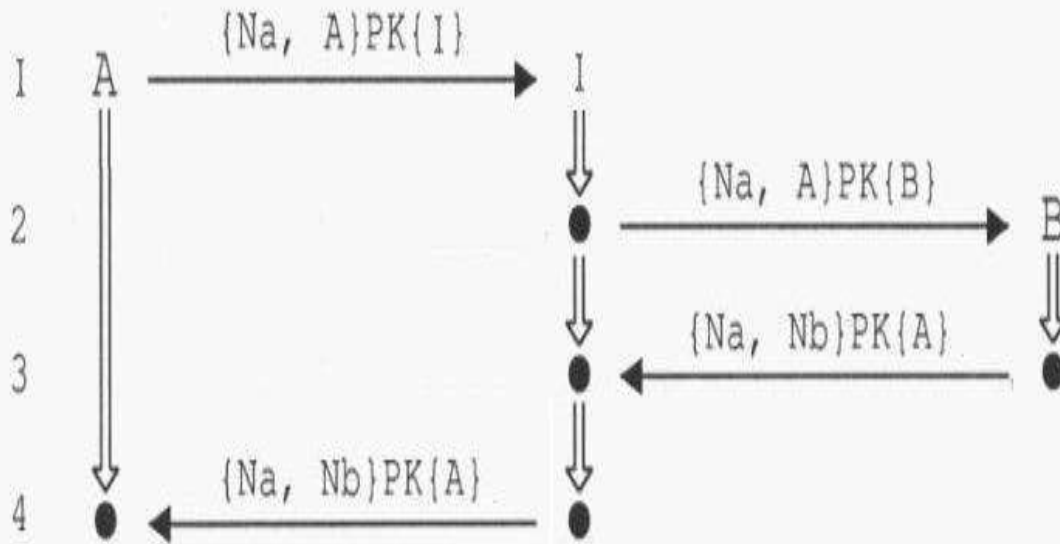 {Na, A}PK{I}
1 A I
{Na, A}PK{B}
2 B
{Na, Nb}PK{A}
3
{Na, Nb}PK{A}
4